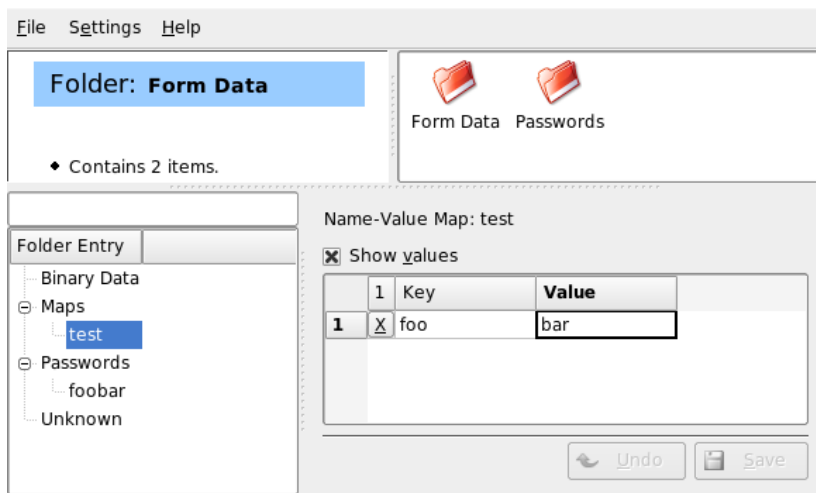 File Settings Help
Folder: Form Data
Contains 2 items.
Form Data Passwords
Folder Entry
Binary Data
Maps
test
Passwords
foobar
Unknown
Name-Value Map: test
Show values
1 Key Value
1 X foo bar
Undo Save